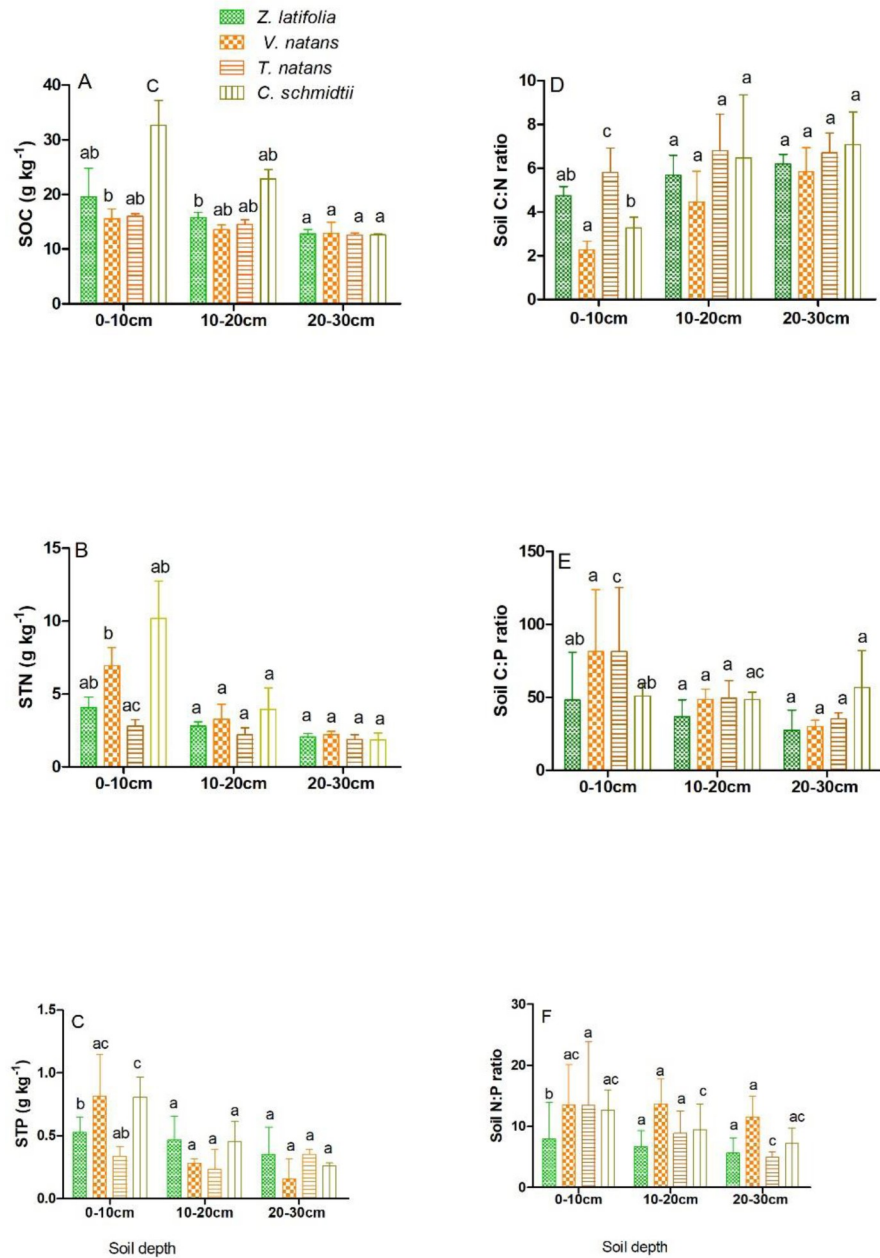 Z. latifolia
V. natans
T. natans
C. schmidtii
A
SOC (g kg-1)
40
30
20
10
0
ab
b
ab
C
b
ab
ab
ab
a
a
a
a
0-10cm
10-20cm
20-30cm
D
Soil C:N ratio
10
8
6
4
2
0
ab
a
c
b
a
a
a
a
a
a
a
a
0-10cm
10-20cm
20-30cm
B
STN (g kg-1)
15
10
5
0
ab
b
ac
ab
a
a
a
a
a
a
a
a
0-10cm
10-20cm
20-30cm
E
Soil C:P ratio
150
100
50
0
ab
a
c
ab
a
a
a
ac
a
a
a
a
0-10cm
10-20cm
20-30cm
C
STP (g kg-1)
1.5
1.0
0.5
0.0
b
ac
ab
c
a
a
a
a
a
a
a
a
0-10cm
10-20cm
20-30cm
Soil depth
F
Soil N:P ratio
30
20
10
0
b
ac
a
ac
a
a
a
c
a
a
c
ac
0-10cm
10-20cm
20-30cm
Soil depth